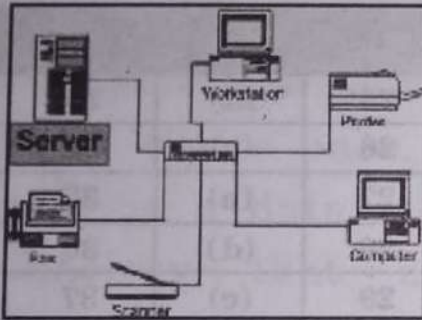 Workstation
Server
Printer
Fax
Computer
Scanner